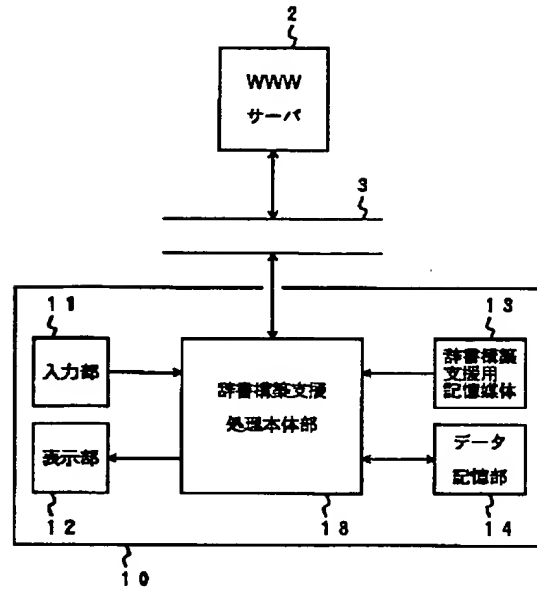 2
WWW
サーバ
3
11
入力部
13
辞書構築
支援用
記憶媒体
辞書構築支援
処理本体部
表示部
データ
記憶部
12
18
14
10